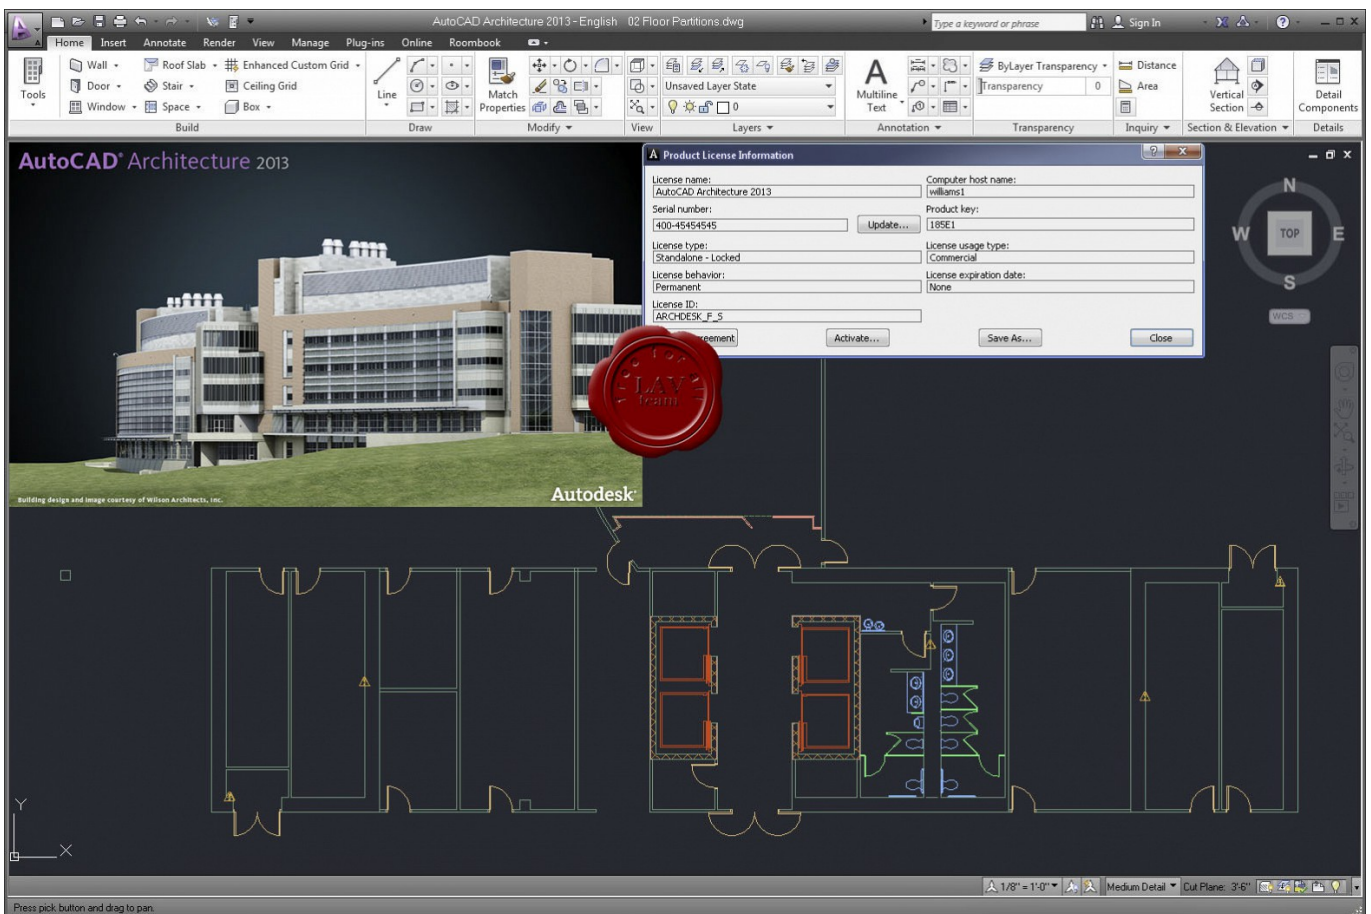 AutoCAD Architecture 2013 - English 02 Floor Partitions.dwg
Type a keyword or phrase
Sign In
Home Insert Annotate Render View Manage Plug-ins Online Roombook
Tools
Wall
Door
Window
Roof Slab
Stair
Space
Enhanced Custom Grid
Ceiling Grid
Box
Build
Line
Draw
Match
Properties
Modify
View
Unsaved Layer State
0
Layers
A
Multiline
Text
Annotation
ByLayer Transparency
Transparency 0
Transparency
Distance
Area
Inquiry
Vertical
Section
Section & Elevation
Detail
Components
Details
AutoCAD® Architecture 2013
Building design and image courtesy of Wilson Architects, Inc.
Autodesk
Product License Information
License name:
AutoCAD Architecture 2013
Computer host name:
williams1
Serial number:
400-45454545
Update...
Product key:
185E1
License type:
Standalone - Locked
License usage type:
Commercial
License behavior:
Permanent
License expiration date:
None
License ID:
ARCHDESK_F_S
Activate...
Save As...
Close
LAV
team
N
W TOP E
S
WCS
Y
X
1/8" = 1'-0"
Medium Detail
Cut Plane: 3'-6"
Press pick button and drag to pan.